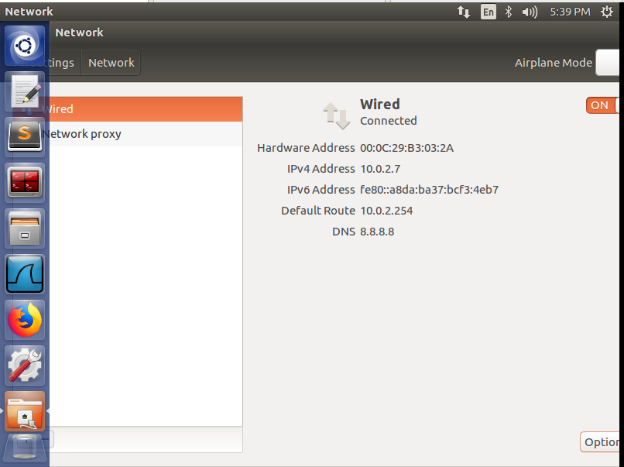 Network
En
5:39 PM
Network
ttings
Network
Airplane Mode
Wired
Network proxy
Wired
Connected
ON
Hardware Address 00:0C:29:B3:03:2A
IPv4 Address 10.0.2.7
IPv6 Address fe80::a8da:ba37:bcf3:4eb7
Default Route 10.0.2.254
DNS 8.8.8.8
S
Option